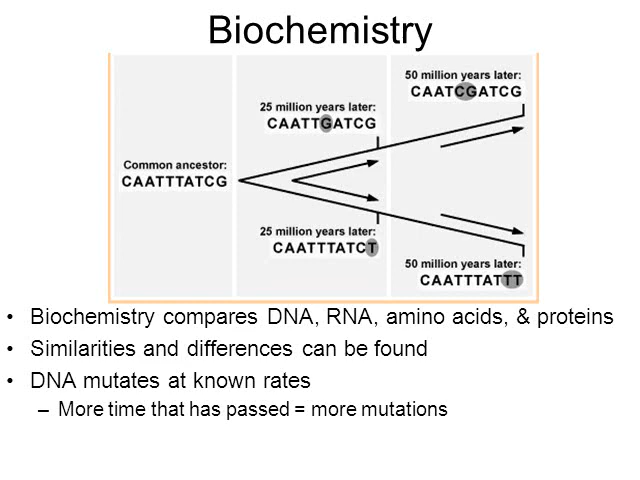 Biochemistry
50 million years later:
CAATCGATCG
25 million years later:
CAATTGATCG
Common ancestor:
CAATTTATCG
25 million years later:
CAATTTATCT
50 million years later:
CAATTTATTT
• Biochemistry compares DNA, RNA, amino acids, & proteins
• Similarities and differences can be found
• DNA mutates at known rates
– More time that has passed = more mutations